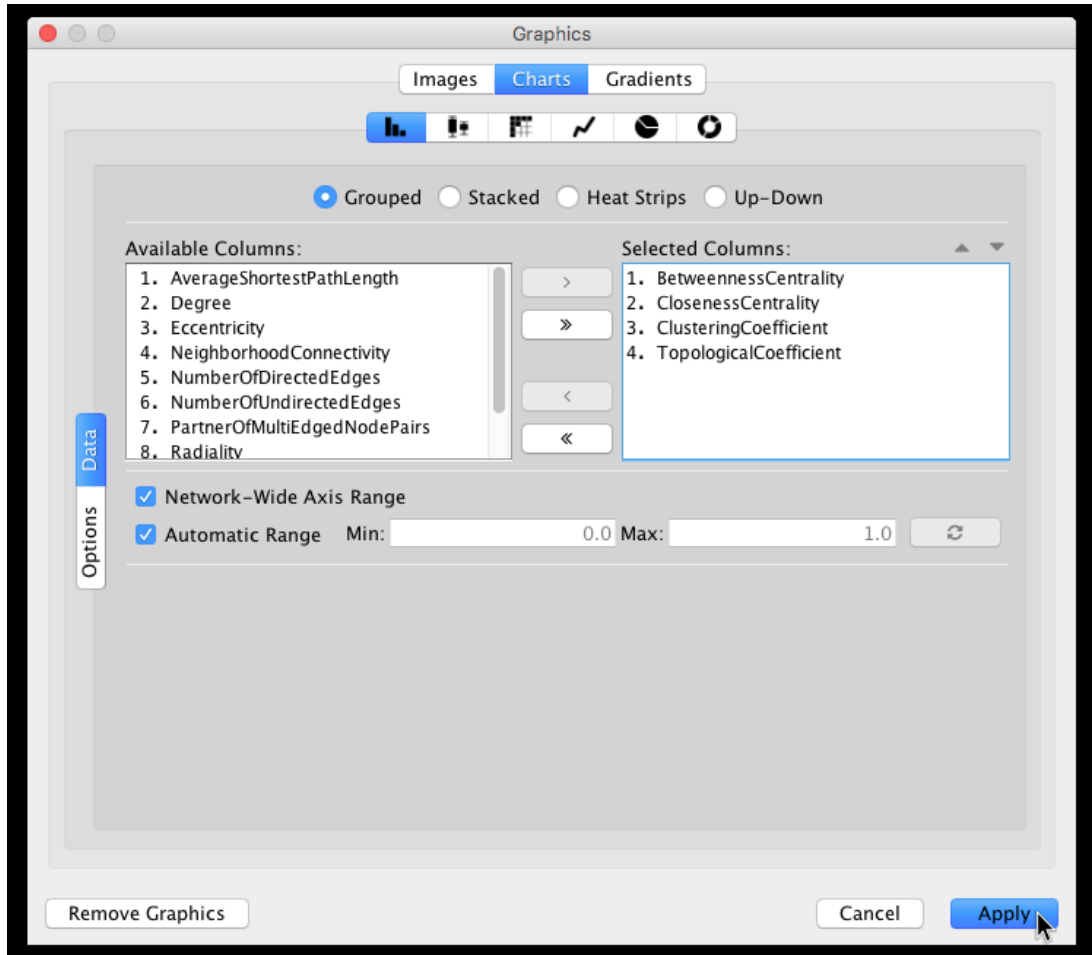 Graphics
Images Charts Gradients
Grouped Stacked Heat Strips Up-Down
Available Columns: Selected Columns:
1. AverageShortestPathLength
2. Degree
3. Eccentricity
4. NeighborhoodConnectivity
5. NumberOfDirectedEdges
6. NumberOfUndirectedEdges
7. PartnerOfMultiEdgedNodePairs
8. Radiality
>
»
<
«
1. BetweennessCentrality
2. ClosenessCentrality
3. ClusteringCoefficient
4. TopologicalCoefficient
Data
Options
Network-Wide Axis Range
Automatic Range Min: 0.0 Max: 1.0
Remove Graphics Cancel Apply